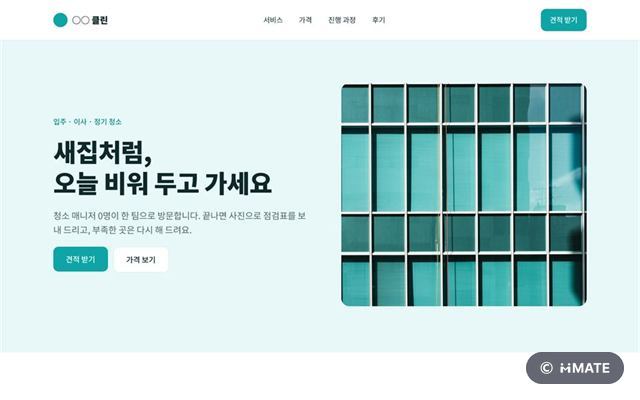 ○○ 클린
서비스
가격
진행 과정
후기
견적 받기
입주 · 이사 · 정기 청소
새집처럼,
오늘 비워 두고 가세요
청소 매니저 0명이 한 팀으로 방문합니다. 끝나면 사진으로 점검표를 보
내 드리고, 부족한 곳은 다시 해 드려요.
견적 받기
가격 보기
© MMATE